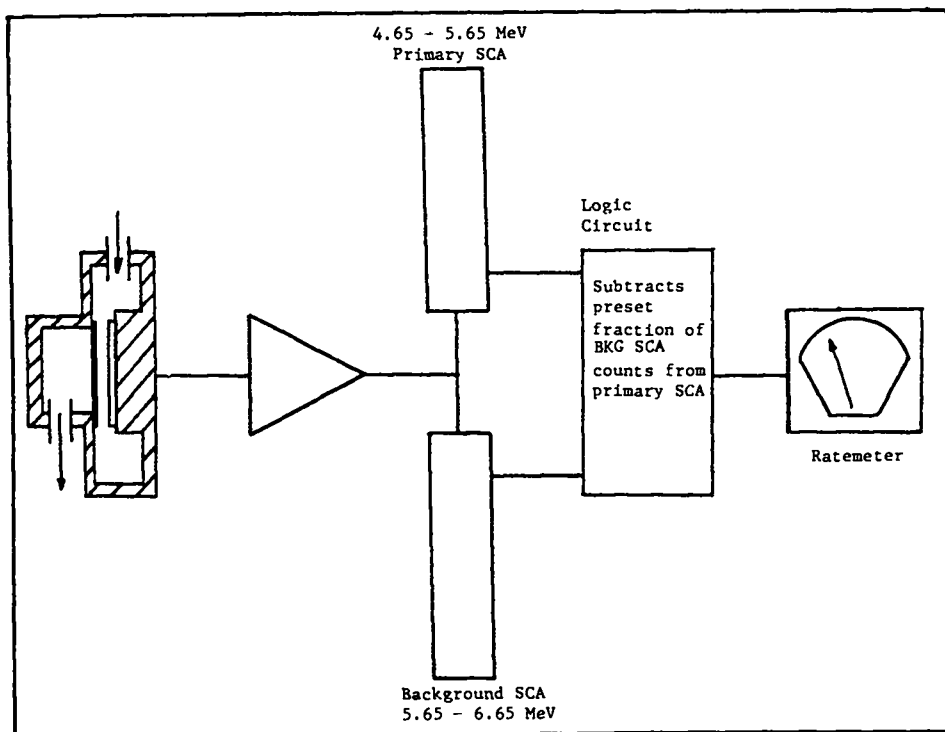 4.65 - 5.65 MeV
Primary SCA
Logic
Circuit
Subtracts
preset
fraction of
BKG SCA
counts from
primary SCA
Ratemeter
Background SCA
5.65 - 6.65 MeV